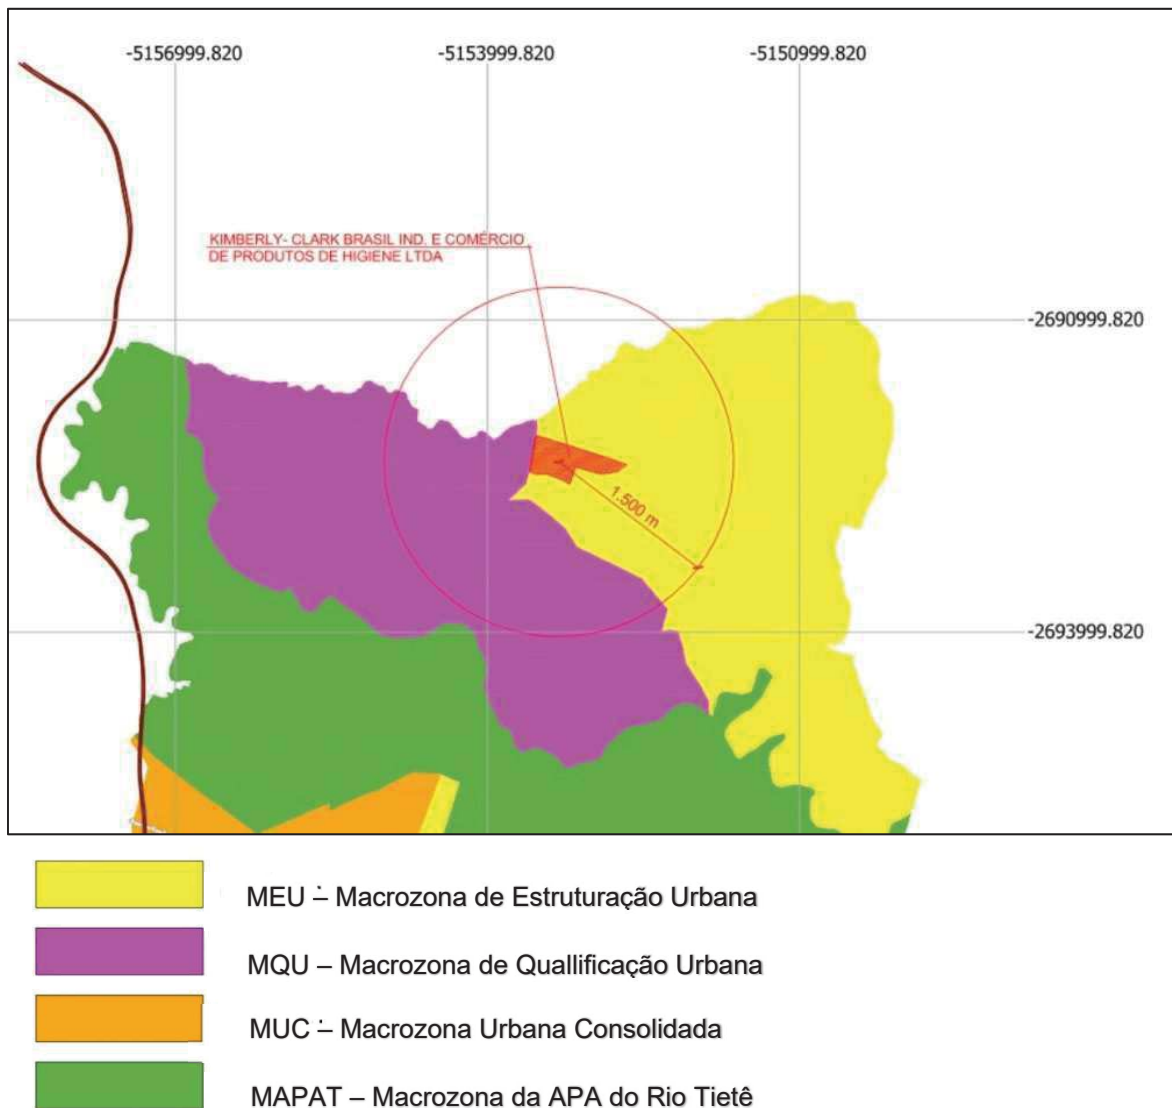 -5156999.820 -5153999.820 -5150999.820
KIMBERLY- CLARK BRASIL IND. E COMÉRCIO
DE PRODUTOS DE HIGIENE LTDA
-2690999.820
1.500 m
-2693999.820
MEU – Macrozona de Estruturação Urbana
MQU – Macrozona de Quallificação Urbana
MUC – Macrozona Urbana Consolidada
MAPAT – Macrozona da APA do Rio Tietê